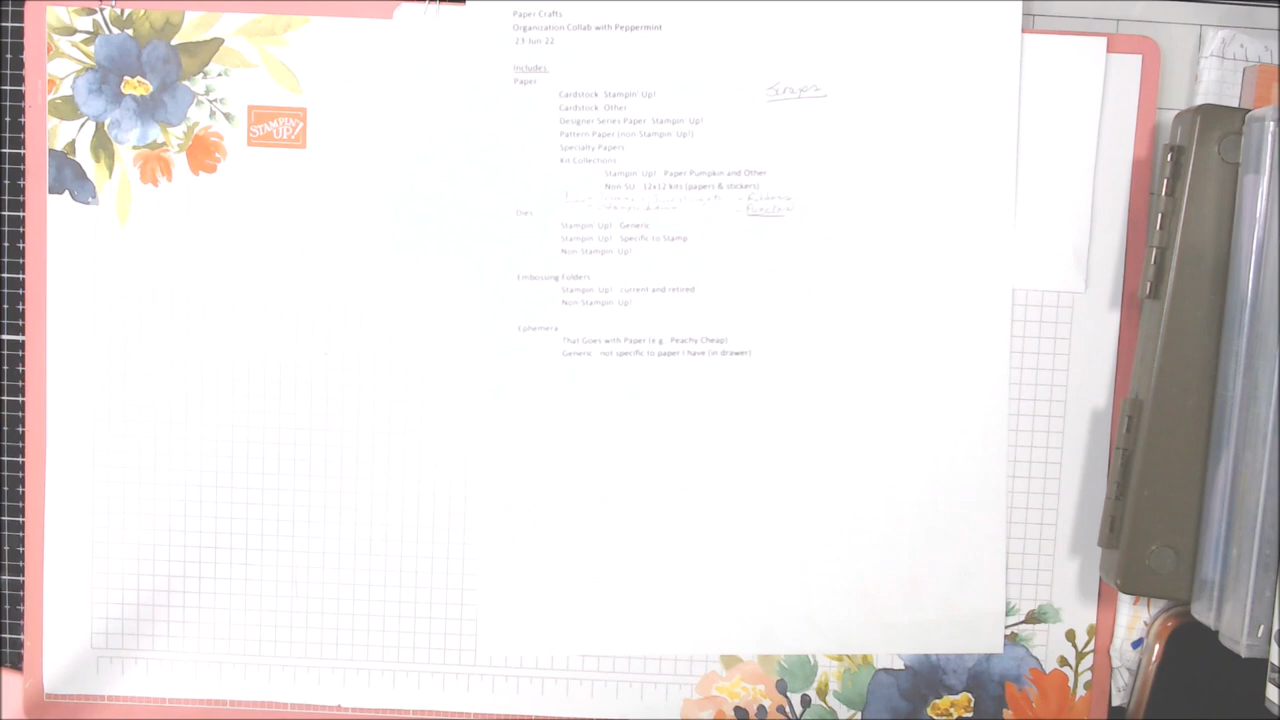 Paper Crafts
Organization Collab with Peppermint
23-Jun-22
Includes:
Paper
Cardstock Stampin' Up!
Scraps
Cardstock Other
Designer Series Paper Stampin' Up!
Pattern Paper (non-Stampin' Up!)
Specialty Papers
Kit Collections
Stampin' Up! Paper Pumpkin and Other
Non SU 12x12 kits (papers & stickers)
- Punches
Dies
Stampin' Up! Generic
Stampin' Up! Specific to Stamp
Non Stampin' Up!
Embossing Folders
Stampin' Up! current and retired
Non Stampin' Up!
Ephemera
That Goes with Paper (e.g. Peachy Cheap)
Generic not specific to paper I have (in drawer)
STAMPIN' UP!